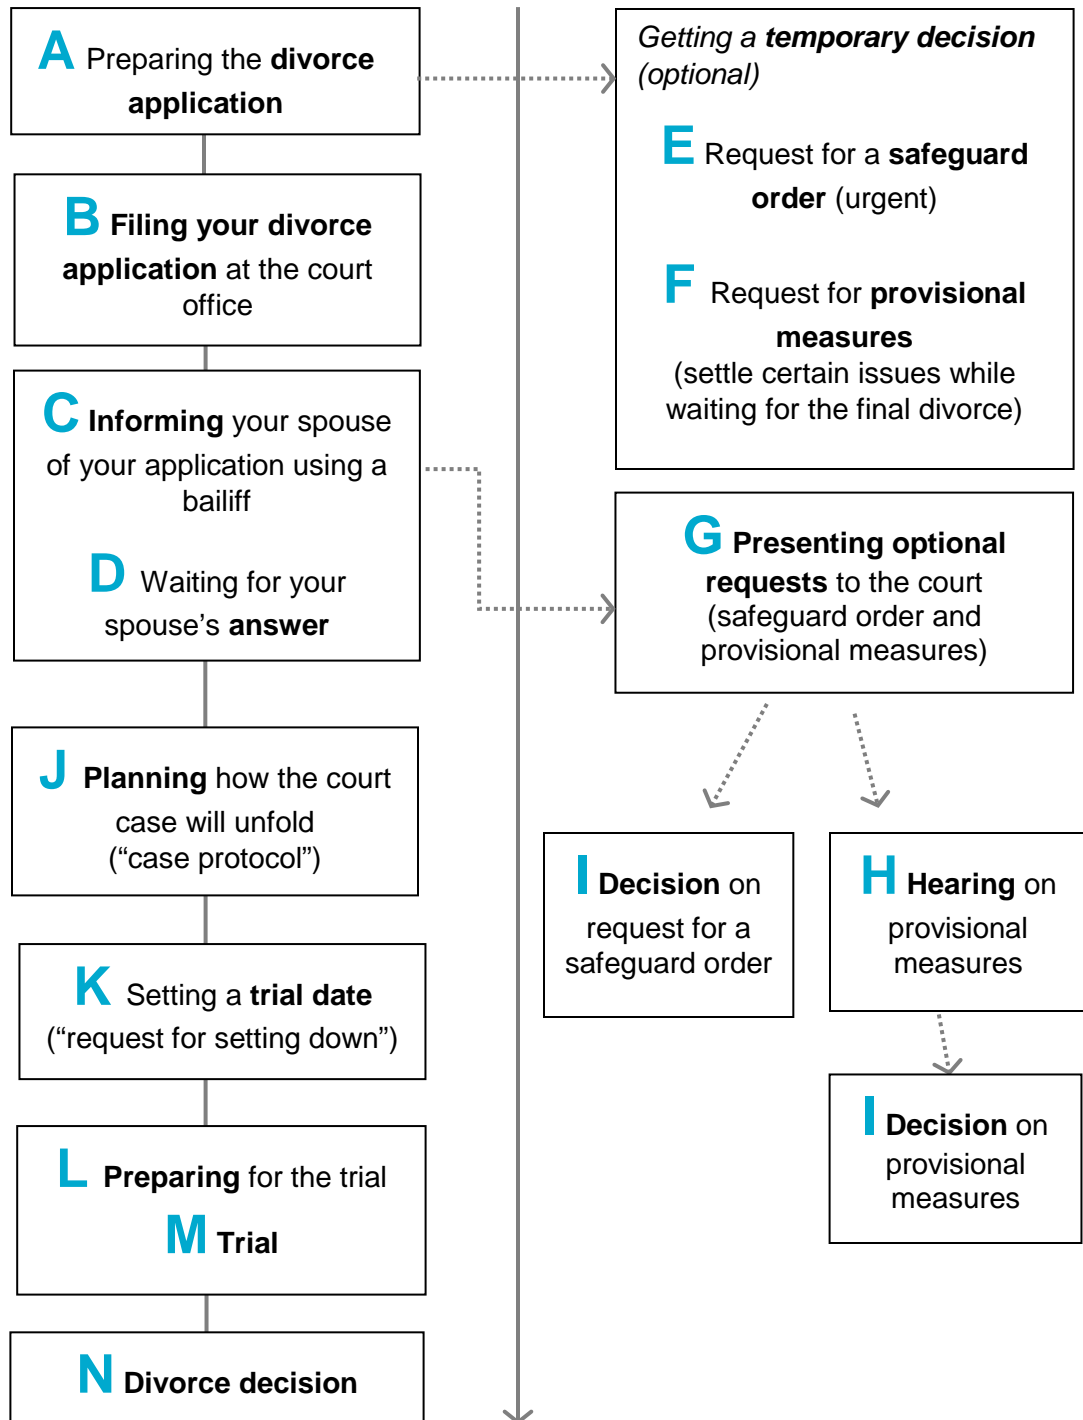 A Preparing the divorce
application
B Filing your divorce
application at the court
office
C Informing your spouse
of your application using a
bailiff
D Waiting for your
spouse’s answer
J Planning how the court
case will unfold
(“case protocol”)
K Setting a trial date
(“request for setting down”)
L Preparing for the trial
M Trial
N Divorce decision
Getting a temporary decision
(optional)
E Request for a safeguard
order (urgent)
F Request for provisional
measures
(settle certain issues while
waiting for the final divorce)
G Presenting optional
requests to the court
(safeguard order and
provisional measures)
I Decision on
request for a
safeguard order
H Hearing on
provisional
measures
I Decision on
provisional
measures